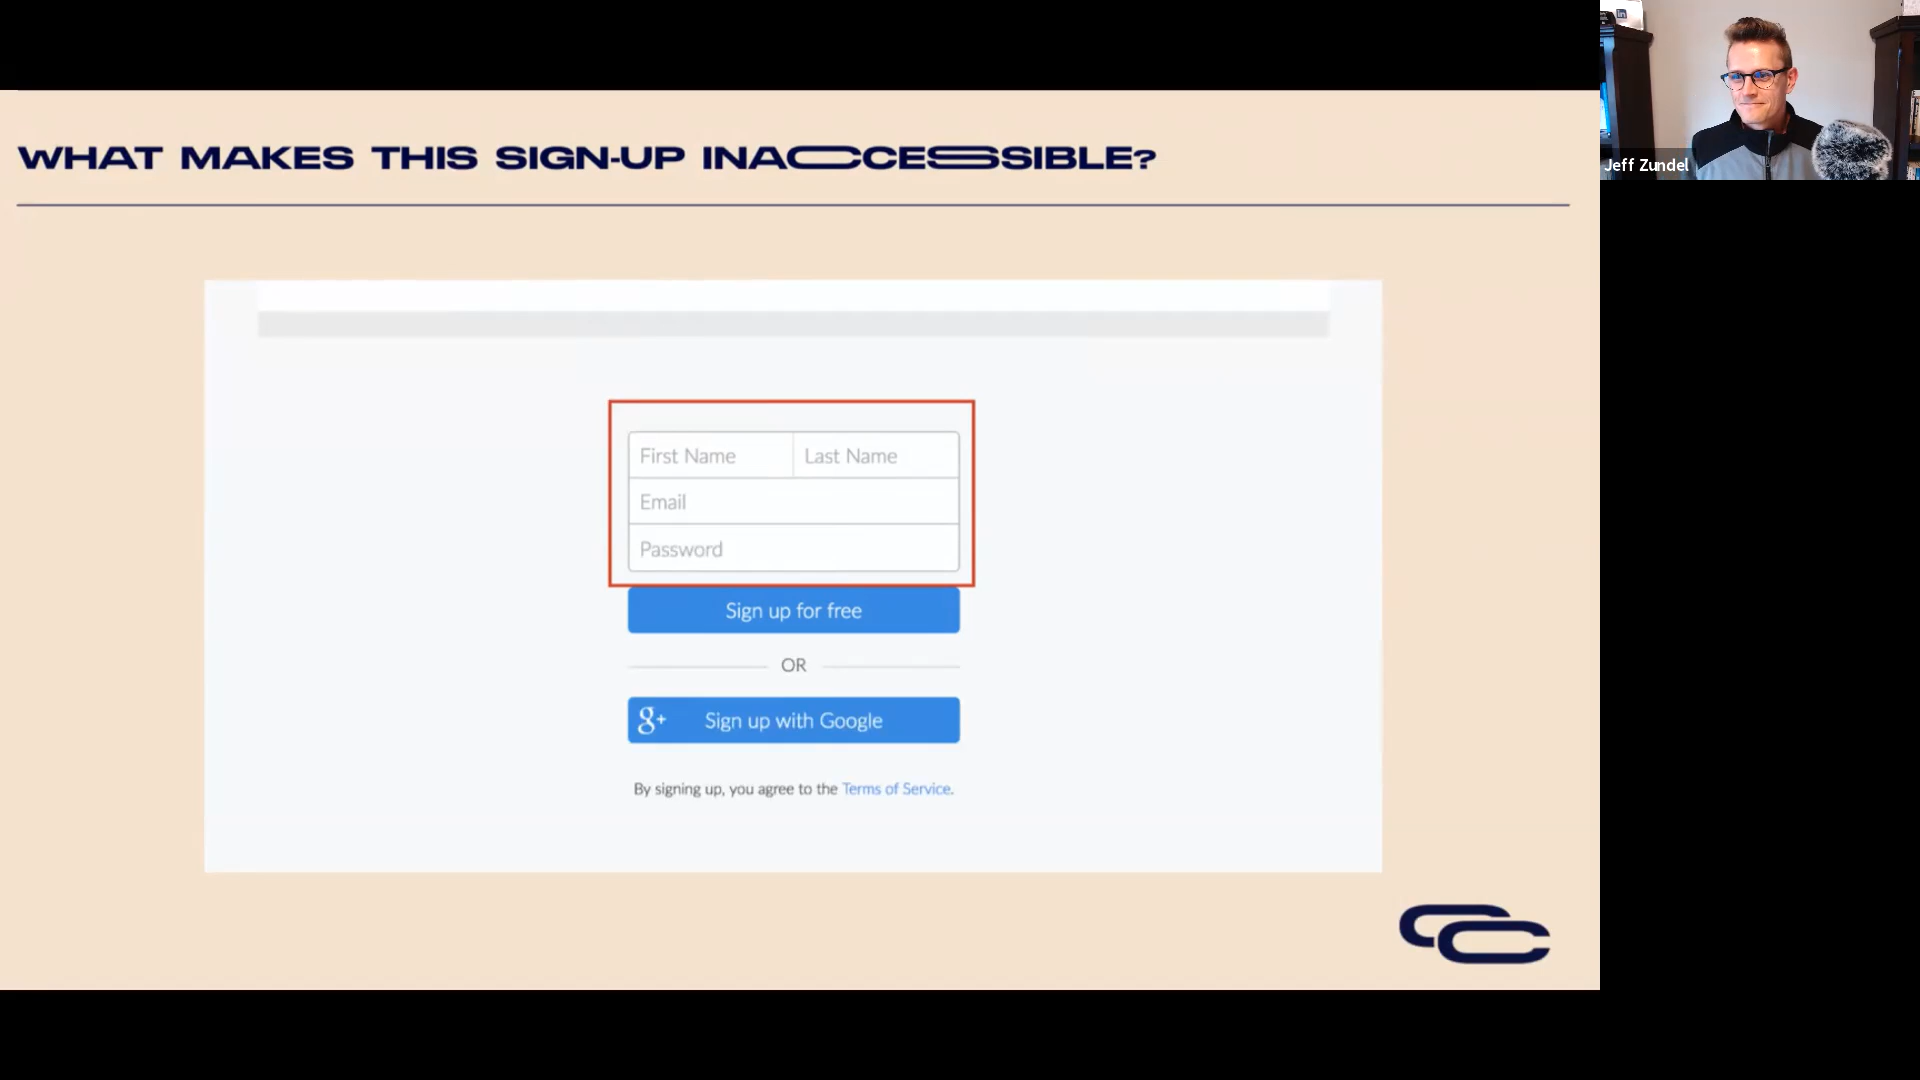 WHAT MAKES THIS SIGN-UP INACCESSIBLE?
Jeff Zundel
First Name Last Name
Email
Password
Sign up for free
OR
g+ Sign up with Google
By signing up, you agree to the Terms of Service.